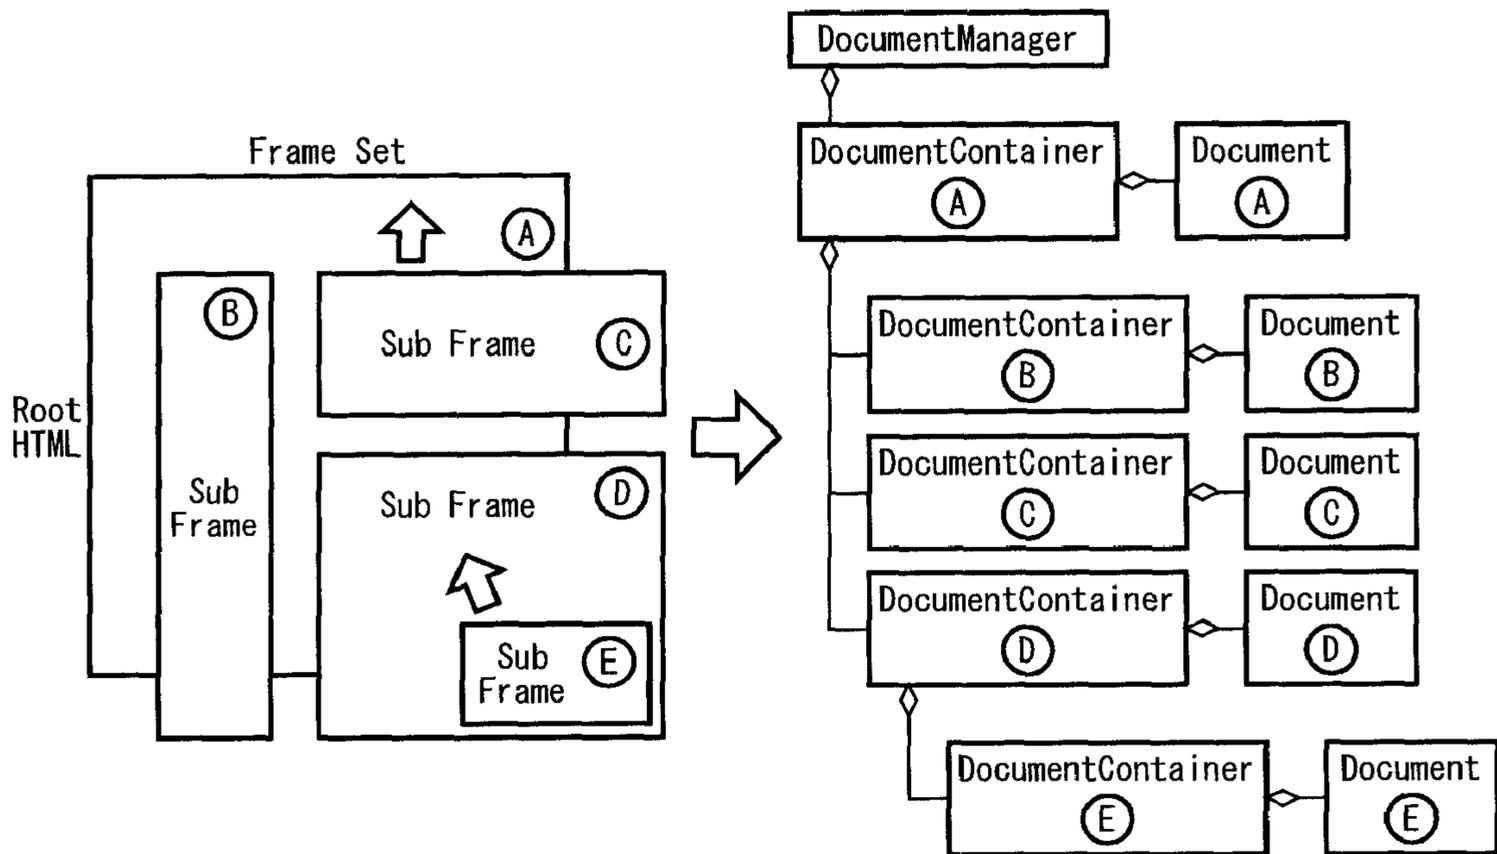 Frame Set
A
B
Sub Frame
C
Root
HTML
Sub
Frame
Sub Frame
D
Sub
Frame
E
DocumentManager
DocumentContainer
A
Document
A
DocumentContainer
B
Document
B
DocumentContainer
C
Document
C
DocumentContainer
D
Document
D
DocumentContainer
E
Document
E